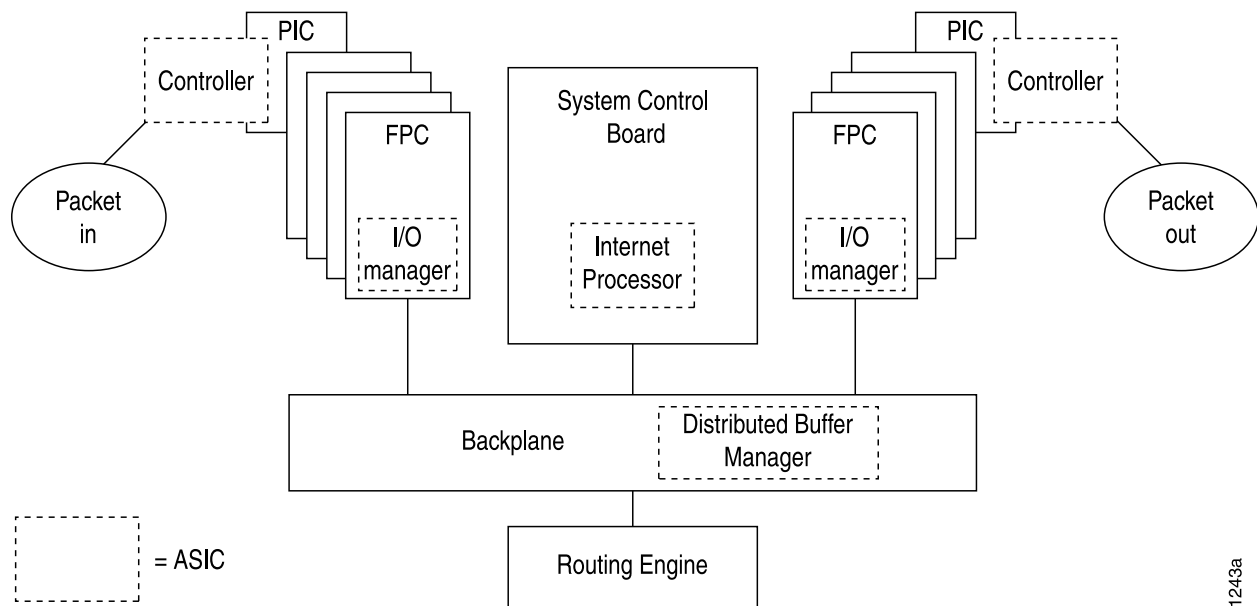 PIC
Controller
FPC
I/O
manager
Packet
in
System Control
Board
Internet
Processor
PIC
Controller
FPC
I/O
manager
Packet
out
Backplane
Distributed Buffer
Manager
Routing Engine
= ASIC
1243a